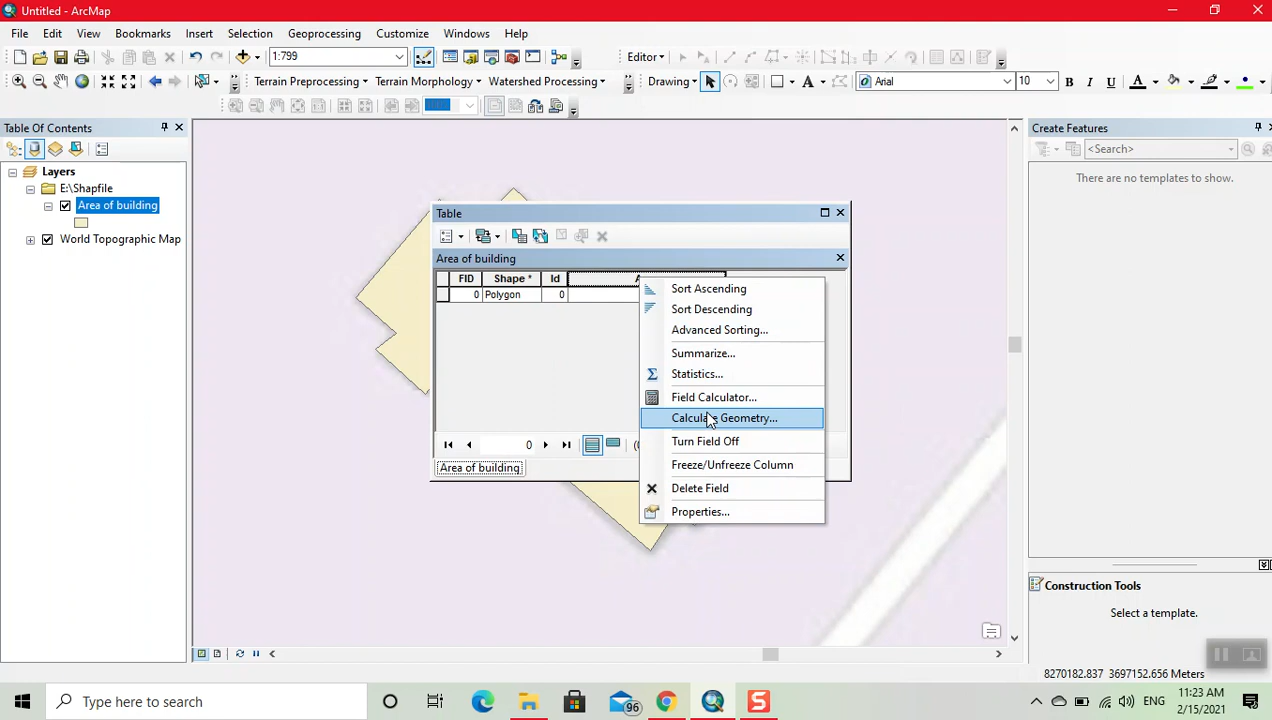 Untitled - ArcMap
File Edit View Bookmarks Insert Selection Geoprocessing Customize Windows Help
1:799 Editor
Terrain Preprocessing Terrain Morphology Watershed Processing Drawing A Arial 10 B I U A
Table Of Contents
Layers
E:\Shapfile
Area of building
World Topographic Map
Table
Area of building
FID Shape * Id A
0 Polygon 0
Sort Ascending
Sort Descending
Advanced Sorting...
Summarize...
Statistics...
Field Calculator...
Calculate Geometry...
Turn Field Off
Freeze/Unfreeze Column
Delete Field
Properties...
0 (0
Area of building
Create Features
<Search>
There are no templates to show.
Construction Tools
Select a template.
8270182.837 3697152.656 Meters
Type here to search
96
S
ENG
11:23 AM
2/15/2021